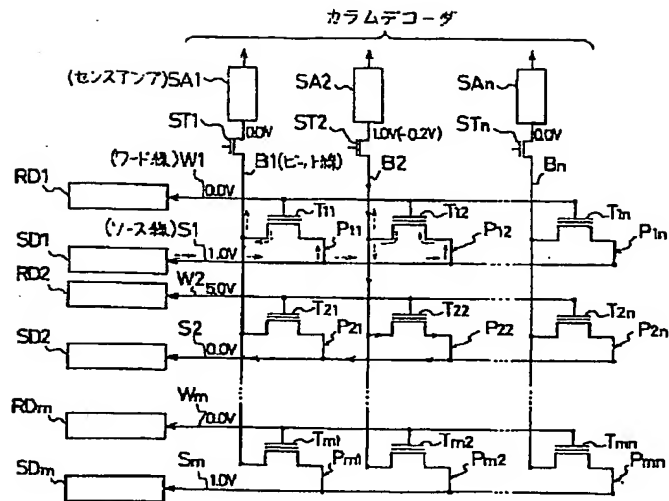 カラムデコーダ
(センスアンプ)SA1 SA2 SAn
ST1 0.0V ST2 1.0V(-0.2V) STn 0.0V
(ワード線)W1 B1(ビット線) B2 Bn
RD1 0.0V
T11 T12 T1n
(ソース線)S1 P11 P12 P1n
SD1 1.0V
RD2 W2 5.0V
T21 T22 T2n
S2 P21 P22 P2n
SD2 0.0V
Wm
RDm 0.0V
Tm1 Tm2 Tmn
Sm Pm1 Pm2 Pmn
SDm 1.0V